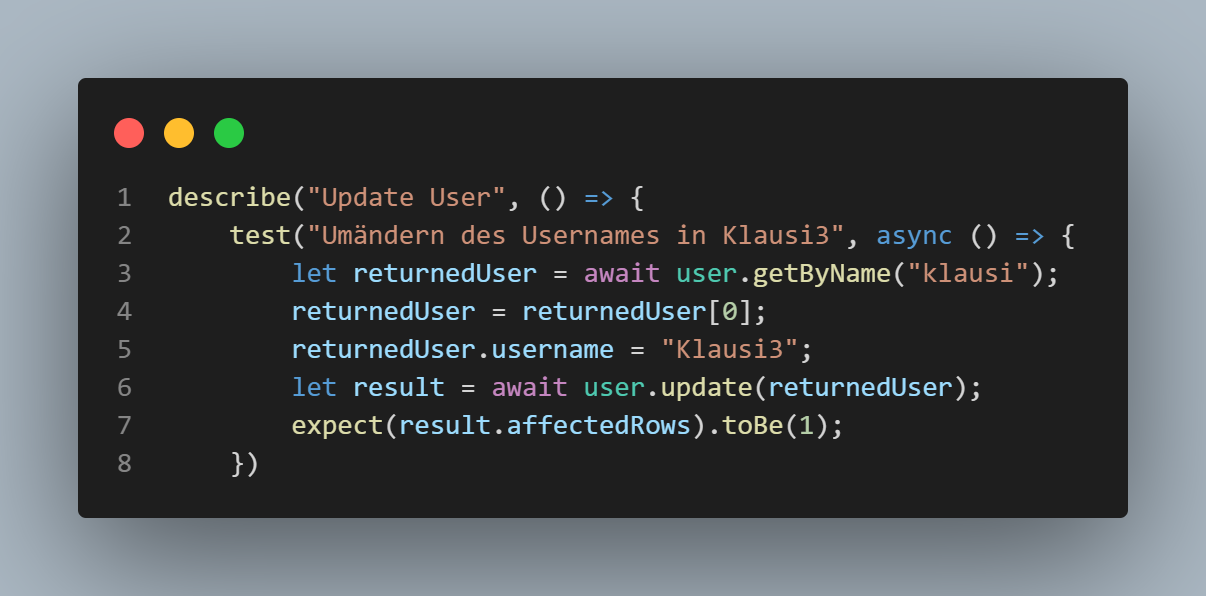 1 describe("Update User", () => {
2     test("Umändern des Usernames in Klausi3", async () => {
3         let returnedUser = await user.getByName("klausi");
4         returnedUser = returnedUser[0];
5         returnedUser.username = "Klausi3";
6         let result = await user.update(returnedUser);
7         expect(result.affectedRows).toBe(1);
8     })